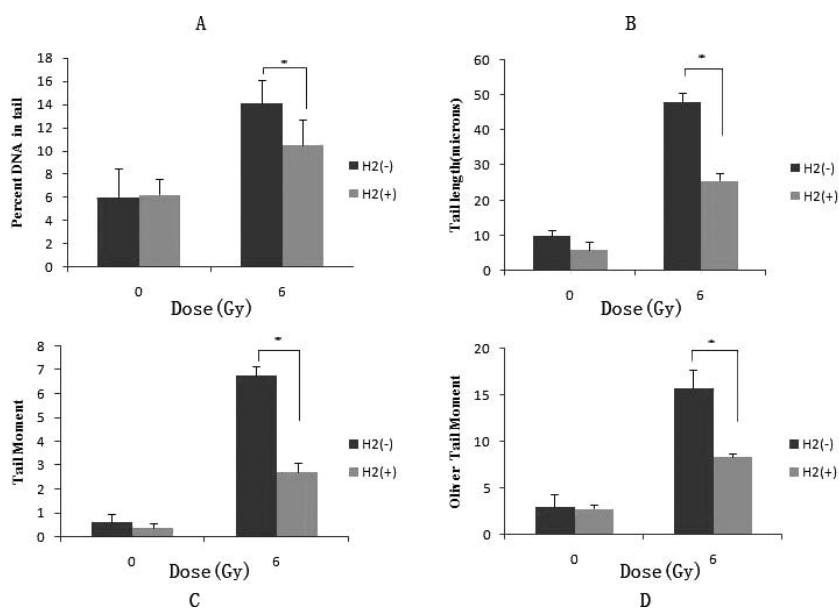 A
Percent DNA in tail
18
16
14
12
10
8
6
4
2
0
*
H2(-)
H2(+)
0
6
Dose(Gy)
B
Tail length(microns)
60
50
40
30
20
10
0
*
H2(-)
H2(+)
0
6
Dose(Gy)
Tail Moment
8
7
6
5
4
3
2
1
0
*
H2(-)
H2(+)
0
6
Dose(Gy)
C
Oliver Tail Moment
20
15
10
5
0
*
H2(-)
H2(+)
0
6
Dose(Gy)
D